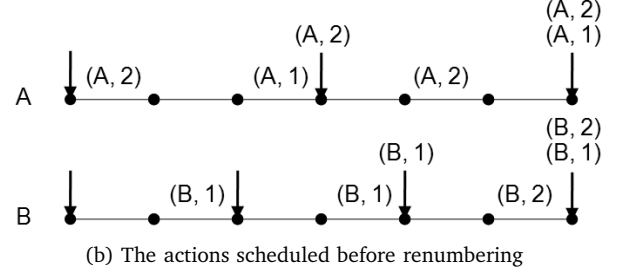 (A, 2)
(A, 2) (A, 1)
(A, 2) (A, 1) (A, 2)
A
(B, 2)
(B, 1) (B, 1)
(B, 1) (B, 1) (B, 2)
B
(b) The actions scheduled before renumbering